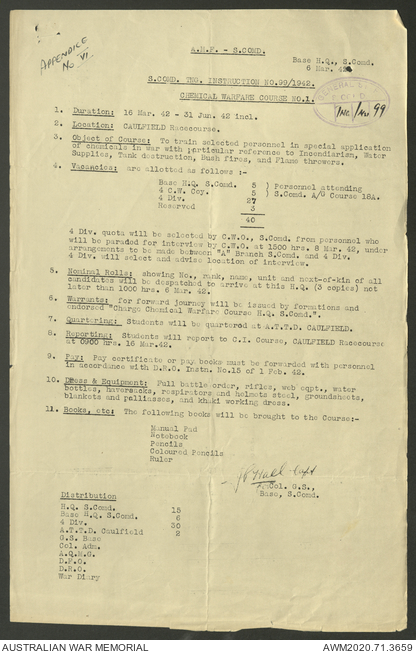 APPENDICE
No. VI.
A.M.F. - S.COMD.
Base H.Q., S.Comd.
6 Mar. 42.
S.COMD. TRG. INSTRUCTION NO.99/1942.
CHEMICAL WARFARE COURSE NO.1.
99
1. Duration: 16 Mar. 42 - 31 Jun. 42 incl.
2. Location: CAULFIELD Racecourse.
3. Object of Course: To train selected personnel in special application
of chemicals in war with particular reference to Incendiarism, Water
Supplies, Tank destruction, Bush fires, and Flame throwers.
4. Vacancies: are allotted as follows :-
Base H.Q. S.Comd. 5 ) Personnel attending
4 C.W. Coy. 5 ) S.Comd. A/G Course 18A.
4 Div. 27
Reserved 3
40
4 Div. quota will be selected by C.W.O., S.Comd. from personnel who
will be paraded for interview by C.W.O. at 1500 hrs. 8 Mar. 42, under
arrangements to be made between "A" Branch S.Comd. and 4 Div.
4 Div. will select and advise location of interview.
5. Nominal Rolls: showing No., rank, name, unit and next-of-kin of all
candidates will be despatched to arrive at this H.Q. (3 copies) not
later than 1000 hrs. 6 Mar. 42.
6. Warrants: for forward journey will be issued by formations and
endorsed "Charge Chemical Warfare Course H.Q. S.Comd.".
7. Quartering: Students will be quartered at A.T.T.D. CAULFIELD.
8. Reporting: Students will report to C.I. Course, CAULFIELD Racecourse
at 0900 hrs. 16 Mar.42.
9. Pay: Pay certificate or pay books must be forwarded with personnel
in accordance with D.R.O. Instn. No.15 of 1 Feb. 42.
10. Dress & Equipment: Full battle order, rifles, web eqpt., water
bottles, haversacks, respirators and helmets steel, groundsheets,
blankets and palliasses, and khaki working dress.
11. Books, etc: The following books will be brought to the Course:-
Manual Pad
Notebook
Pencils
Coloured Pencils
Ruler
Col. G.S.,
Base, S.Comd.
Distribution
H.Q. S.Comd. 15
Base H.Q. S.Comd. 6
4 Div. 30
A.T.T.D. Caulfield 2
G.S. Base
Col. Adm.
A.Q.M.G.
D.F.O.
D.R.O.
War Diary
AUSTRALIAN WAR MEMORIAL
AWM2020.71.3659